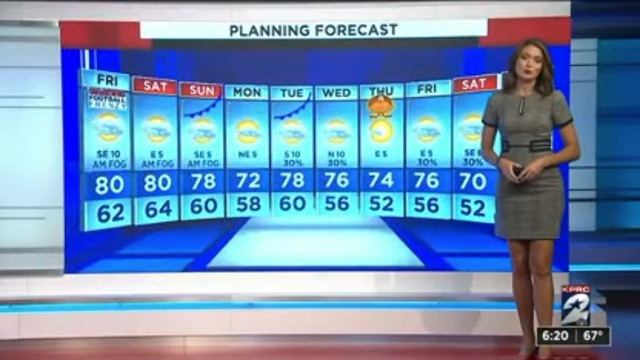 PLANNING FORECAST
FRI SAT SUN MON TUE WED THU FRI SAT
FOOTBALL
SE 10 E 5 SE 5 NE 5 S 10 N 10 E 5 E 5 SE
AM FOG AM FOG AM FOG 30% 30% 30% 30%
80 80 78 72 78 76 74 76 70
62 64 60 58 60 56 52 56 52
KPRC
2
6:20 67°